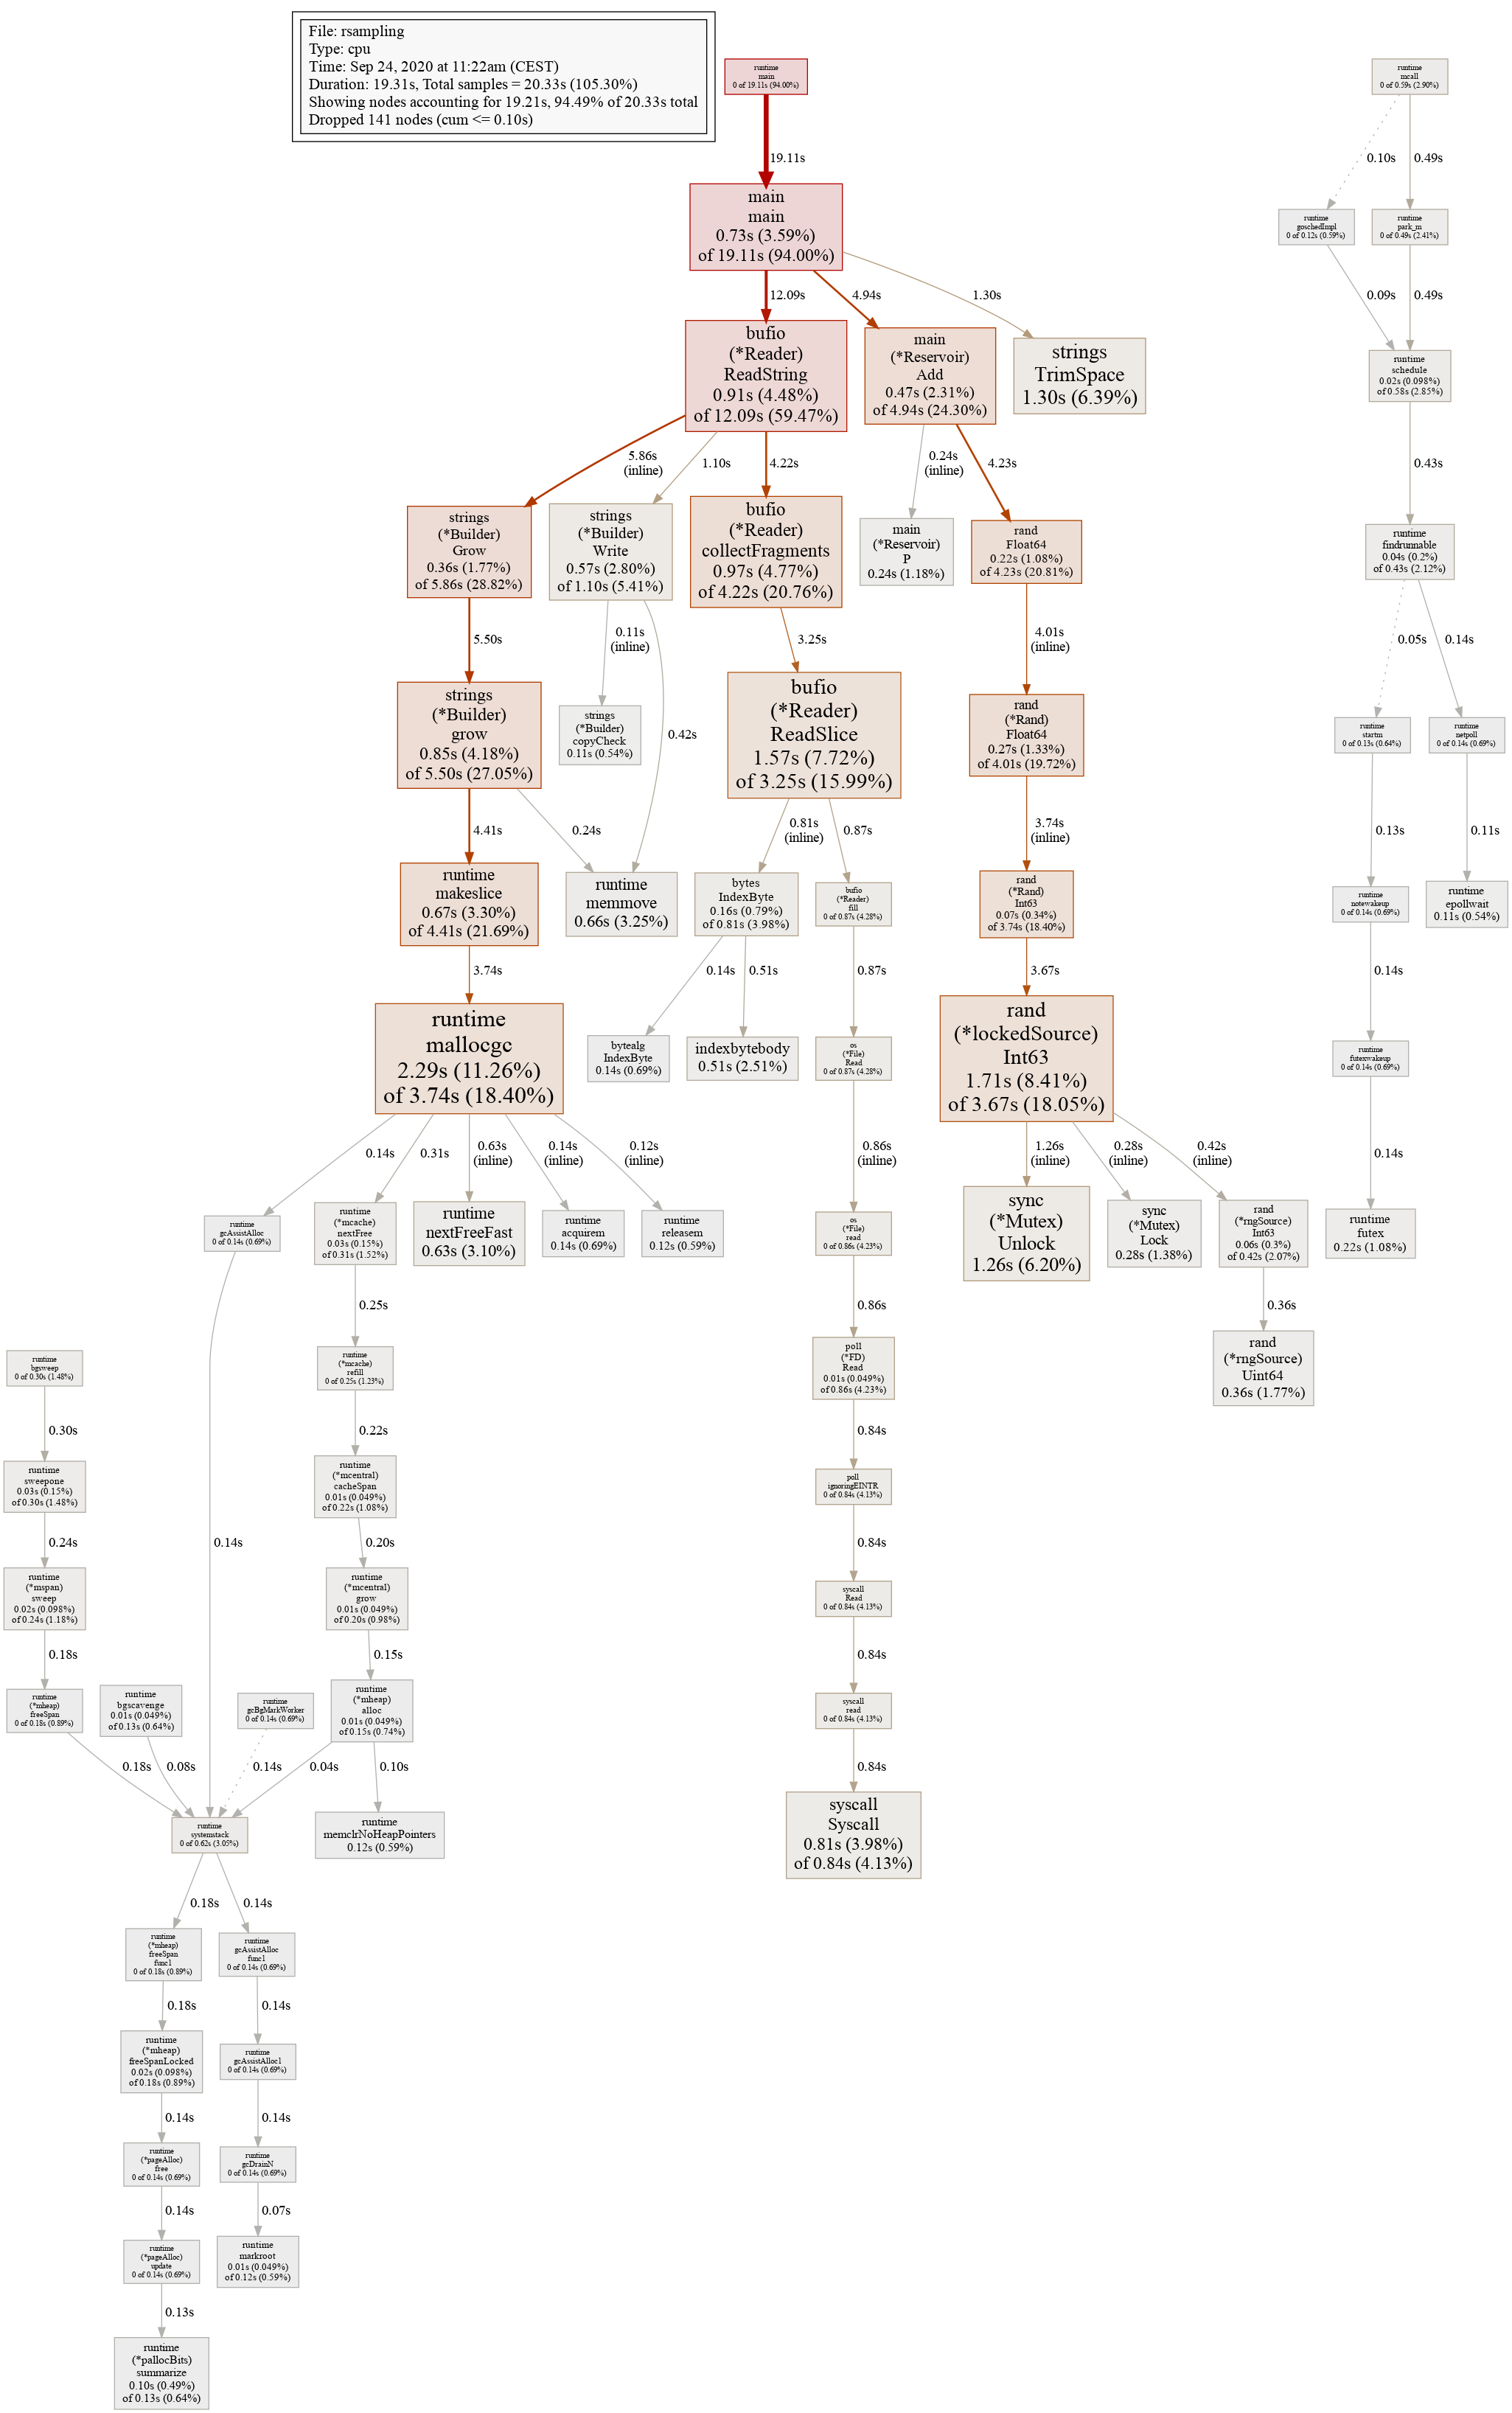 File: rsampling
Type: cpu
Time: Sep 24, 2020 at 11:22am (CEST)
Duration: 19.31s, Total samples = 20.33s (105.30%)
Showing nodes accounting for 19.21s, 94.49% of 20.33s total
Dropped 141 nodes (cum <= 0.10s)
runtime
main
0 of 19.11s (94.00%)
runtime
mcall
0 of 0.59s (2.90%)
19.11s
0.10s
0.49s
main
main
0.73s (3.59%)
of 19.11s (94.00%)
runtime
goschedImpl
0 of 0.12s (0.59%)
runtime
park_m
0 of 0.49s (2.41%)
12.09s
4.94s
1.30s
0.09s
0.49s
bufio
(*Reader)
ReadString
0.91s (4.48%)
of 12.09s (59.47%)
main
(*Reservoir)
Add
0.47s (2.31%)
of 4.94s (24.30%)
strings
TrimSpace
1.30s (6.39%)
runtime
schedule
0.02s (0.098%)
of 0.58s (2.85%)
5.86s
(inline)
1.10s
4.22s
0.24s
(inline)
4.23s
0.43s
strings
(*Builder)
Grow
0.36s (1.77%)
of 5.86s (28.82%)
strings
(*Builder)
Write
0.57s (2.80%)
of 1.10s (5.41%)
bufio
(*Reader)
collectFragments
0.97s (4.77%)
of 4.22s (20.76%)
main
(*Reservoir)
P
0.24s (1.18%)
rand
Float64
0.22s (1.08%)
of 4.23s (20.81%)
runtime
findrunnable
0.04s (0.2%)
of 0.43s (2.12%)
5.50s
0.11s
(inline)
0.42s
3.25s
4.01s
(inline)
0.05s
0.14s
strings
(*Builder)
grow
0.85s (4.18%)
of 5.50s (27.05%)
strings
(*Builder)
copyCheck
0.11s (0.54%)
bufio
(*Reader)
ReadSlice
1.57s (7.72%)
of 3.25s (15.99%)
rand
(*Rand)
Float64
0.27s (1.33%)
of 4.01s (19.72%)
runtime
startm
0 of 0.13s (0.64%)
runtime
netpoll
0 of 0.14s (0.69%)
4.41s
0.24s
0.81s
(inline)
0.87s
3.74s
(inline)
0.13s
0.11s
runtime
makeslice
0.67s (3.30%)
of 4.41s (21.69%)
runtime
memmove
0.66s (3.25%)
bytes
IndexByte
0.16s (0.79%)
of 0.81s (3.98%)
bufio
(*Reader)
fill
0 of 0.87s (4.28%)
rand
(*Rand)
Int63
0.07s (0.34%)
of 3.74s (18.40%)
runtime
notewakeup
0 of 0.14s (0.69%)
runtime
epollwait
0.11s (0.54%)
3.74s
0.14s
0.51s
0.87s
3.67s
0.14s
runtime
mallocgc
2.29s (11.26%)
of 3.74s (18.40%)
bytealg
IndexByte
0.14s (0.69%)
indexbytebody
0.51s (2.51%)
os
(*File)
Read
0 of 0.87s (4.28%)
rand
(*lockedSource)
Int63
1.71s (8.41%)
of 3.67s (18.05%)
runtime
futexwakeup
0 of 0.14s (0.69%)
0.14s
0.31s
0.63s
(inline)
0.14s
(inline)
0.12s
(inline)
0.86s
(inline)
1.26s
(inline)
0.28s
(inline)
0.42s
(inline)
0.14s
runtime
gcAssistAlloc
0 of 0.14s (0.69%)
runtime
(*mcache)
nextFree
0.03s (0.15%)
of 0.31s (1.52%)
runtime
nextFreeFast
0.63s (3.10%)
runtime
acquirem
0.14s (0.69%)
runtime
releasem
0.12s (0.59%)
os
(*File)
read
0 of 0.86s (4.23%)
sync
(*Mutex)
Unlock
1.26s (6.20%)
sync
(*Mutex)
Lock
0.28s (1.38%)
rand
(*rngSource)
Int63
0.06s (0.3%)
of 0.42s (2.07%)
runtime
futex
0.22s (1.08%)
0.25s
0.86s
0.36s
runtime
bgsweep
0 of 0.30s (1.48%)
runtime
(*mcache)
refill
0 of 0.25s (1.23%)
poll
(*FD)
Read
0.01s (0.049%)
of 0.86s (4.23%)
rand
(*rngSource)
Uint64
0.36s (1.77%)
0.30s
0.22s
0.84s
runtime
sweepone
0.03s (0.15%)
of 0.30s (1.48%)
runtime
(*mcentral)
cacheSpan
0.01s (0.049%)
of 0.22s (1.08%)
poll
ignoringEINTR
0 of 0.84s (4.13%)
0.24s
0.14s
0.20s
0.84s
runtime
(*mspan)
sweep
0.02s (0.098%)
of 0.24s (1.18%)
runtime
(*mcentral)
grow
0.01s (0.049%)
of 0.20s (0.98%)
syscall
Read
0 of 0.84s (4.13%)
0.18s
0.15s
0.84s
runtime
(*mheap)
freeSpan
0 of 0.18s (0.89%)
runtime
bgscavenge
0.01s (0.049%)
of 0.13s (0.64%)
runtime
gcBgMarkWorker
0 of 0.14s (0.69%)
runtime
(*mheap)
alloc
0.01s (0.049%)
of 0.15s (0.74%)
syscall
read
0 of 0.84s (4.13%)
0.18s
0.08s
0.14s
0.04s
0.10s
0.84s
runtime
systemstack
0 of 0.62s (3.05%)
runtime
memclrNoHeapPointers
0.12s (0.59%)
syscall
Syscall
0.81s (3.98%)
of 0.84s (4.13%)
0.18s
0.14s
runtime
(*mheap)
freeSpan
func1
0 of 0.18s (0.89%)
runtime
gcAssistAlloc
func1
0 of 0.14s (0.69%)
0.18s
0.14s
runtime
(*mheap)
freeSpanLocked
0.02s (0.098%)
of 0.18s (0.89%)
runtime
gcAssistAlloc1
0 of 0.14s (0.69%)
0.14s
0.14s
runtime
(*pageAlloc)
free
0 of 0.14s (0.69%)
runtime
gcDrainN
0 of 0.14s (0.69%)
0.14s
0.07s
runtime
(*pageAlloc)
update
0 of 0.14s (0.69%)
runtime
markroot
0.01s (0.049%)
of 0.12s (0.59%)
0.13s
runtime
(*pallocBits)
summarize
0.10s (0.49%)
of 0.13s (0.64%)